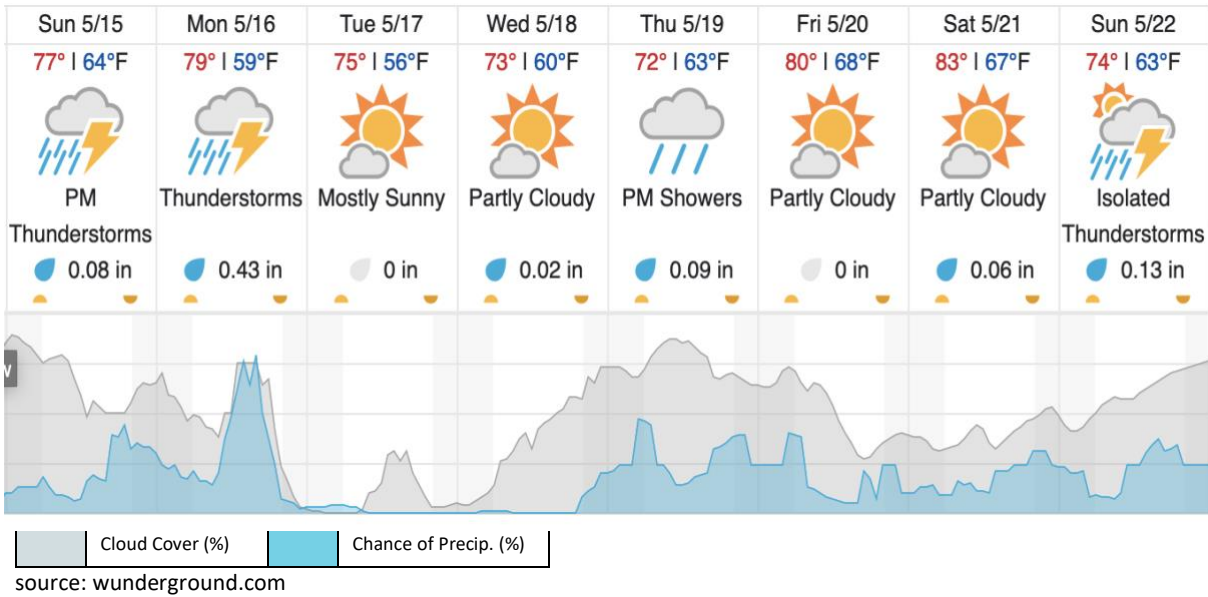 Sun 5/15 Mon 5/16 Tue 5/17 Wed 5/18 Thu 5/19 Fri 5/20 Sat 5/21 Sun 5/22
77° | 64°F 79° | 59°F 75° | 56°F 73° | 60°F 72° | 63°F 80° | 68°F 83° | 67°F 74° | 63°F
PM Thunderstorms Mostly Sunny Partly Cloudy PM Showers Partly Cloudy Partly Cloudy Isolated
Thunderstorms Thunderstorms
0.08 in 0.43 in 0 in 0.02 in 0.09 in 0 in 0.06 in 0.13 in
Cloud Cover (%) Chance of Precip. (%)
source: wunderground.com